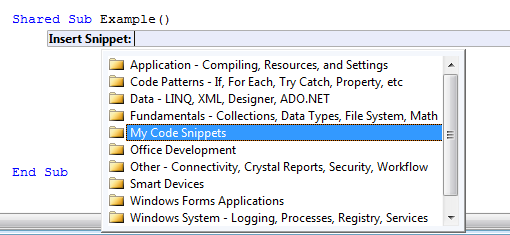 Shared Sub Example()
Insert Snippet:
Application - Compiling, Resources, and Settings
Code Patterns - If, For Each, Try Catch, Property, etc
Data - LINQ, XML, Designer, ADO.NET
Fundamentals - Collections, Data Types, File System, Math
My Code Snippets
Office Development
Other - Connectivity, Crystal Reports, Security, Workflow
Smart Devices
Windows Forms Applications
Windows System - Logging, Processes, Registry, Services
End Sub